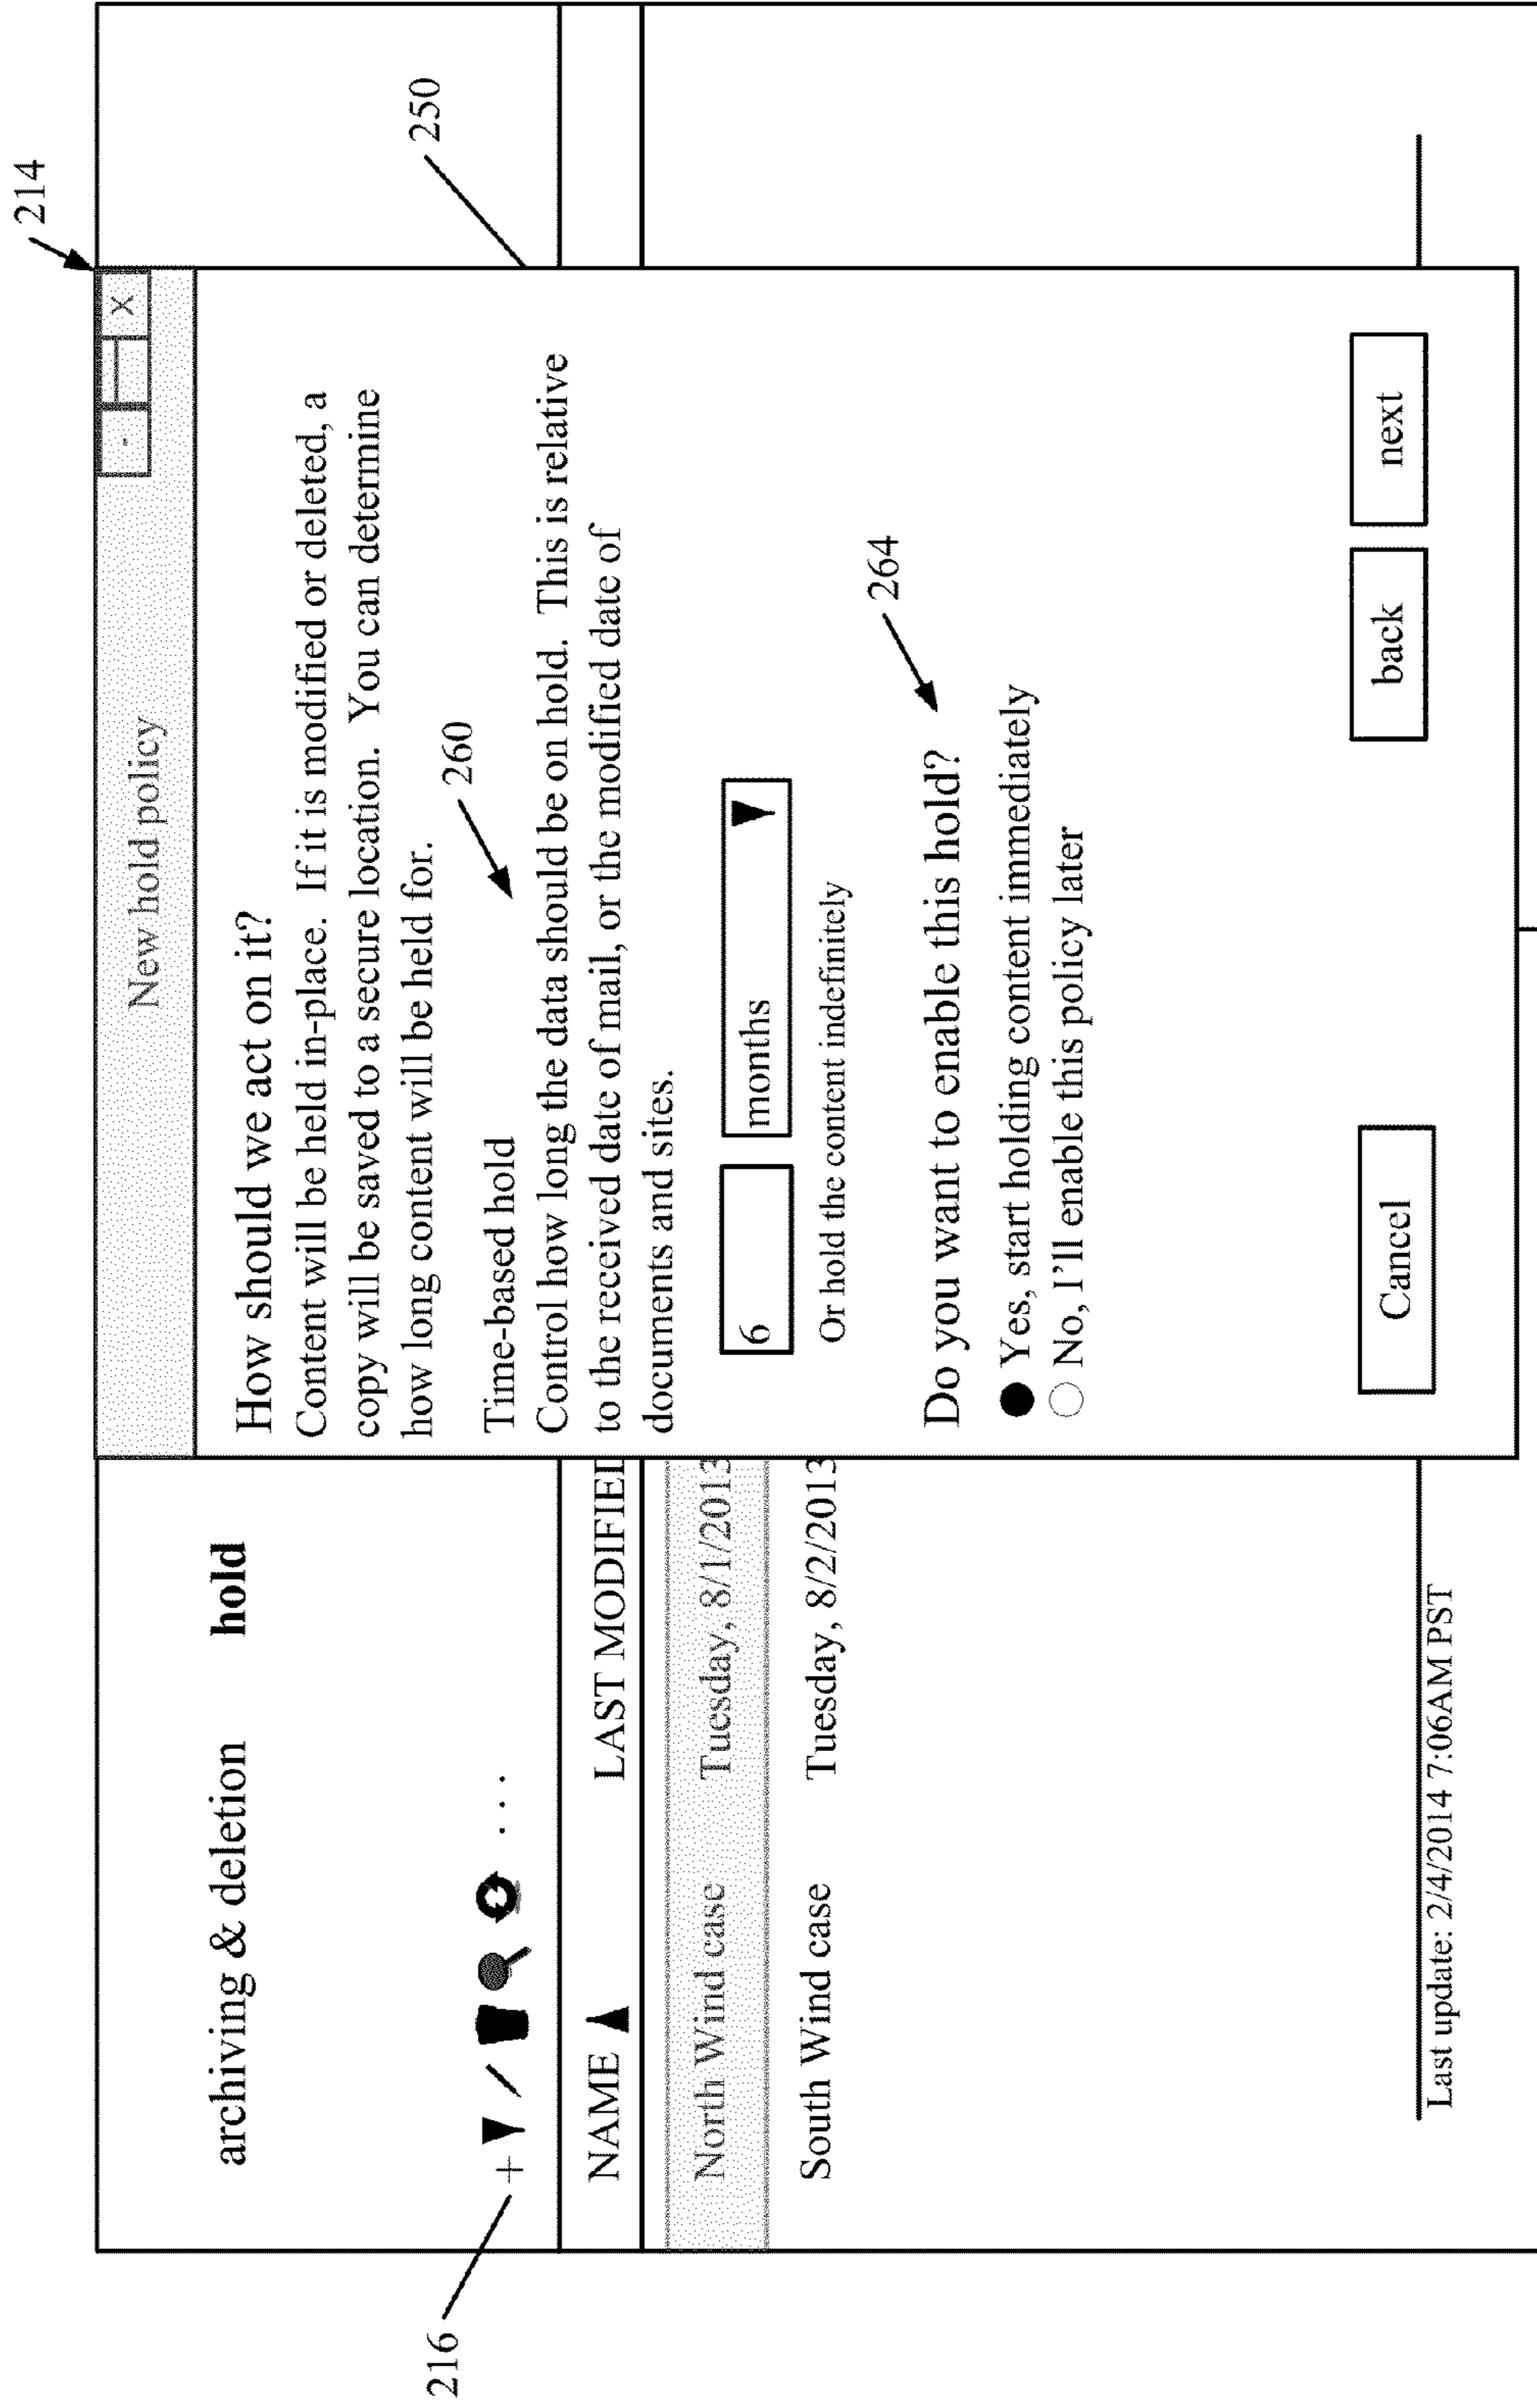 214
archiving & deletion hold
216
+ ...
NAME LAST MODIFIED
North Wind case Tuesday, 8/1/2013
South Wind case Tuesday, 8/2/2013
Last update: 2/4/2014 7:06AM PST
New hold policy
- X
250
How should we act on it?
Content will be held in-place. If it is modified or deleted, a
copy will be saved to a secure location. You can determine
how long content will be held for.
260
Time-based hold
Control how long the data should be on hold. This is relative
to the received date of mail, or the modified date of
documents and sites.
6 months
Or hold the content indefinitely
264
Do you want to enable this hold?
Yes, start holding content immediately
No, I'll enable this policy later
Cancel back next